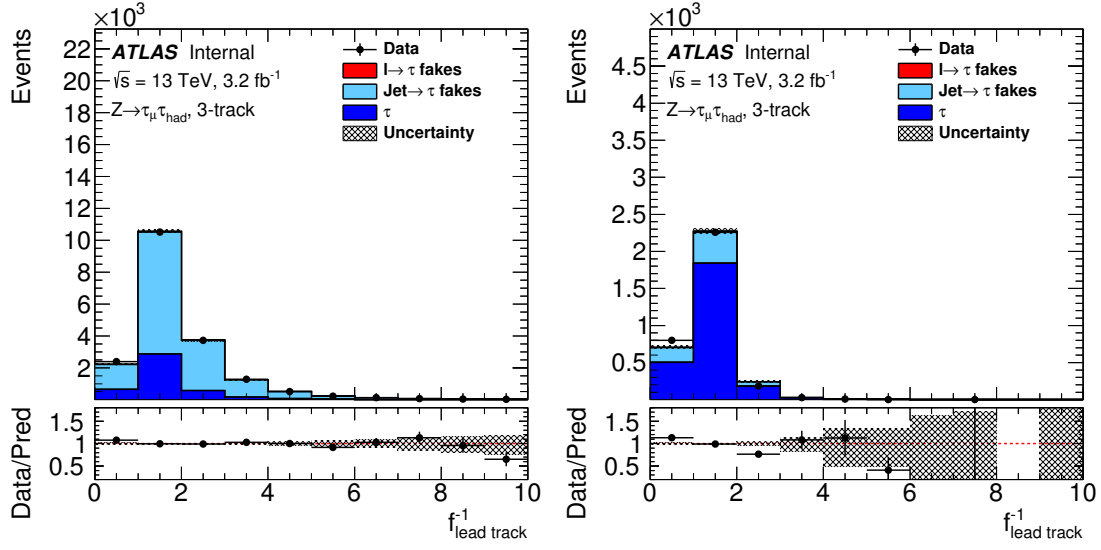 ×10³
Events
22
20
18
16
14
12
10
8
6
4
2
ATLAS Internal
√s = 13 TeV, 3.2 fb⁻¹
Z→τμτhad, 3-track
Data
l→τ fakes
Jet→τ fakes
τ
Uncertainty
Data/Pred
1.5
1
0.5
0 2 4 6 8 10
f⁻¹lead track
×10³
Events
4.5
4
3.5
3
2.5
2
1.5
1
0.5
ATLAS Internal
√s = 13 TeV, 3.2 fb⁻¹
Z→τμτhad, 3-track
Data
l→τ fakes
Jet→τ fakes
τ
Uncertainty
Data/Pred
1.5
1
0.5
0 2 4 6 8 10
f⁻¹lead track